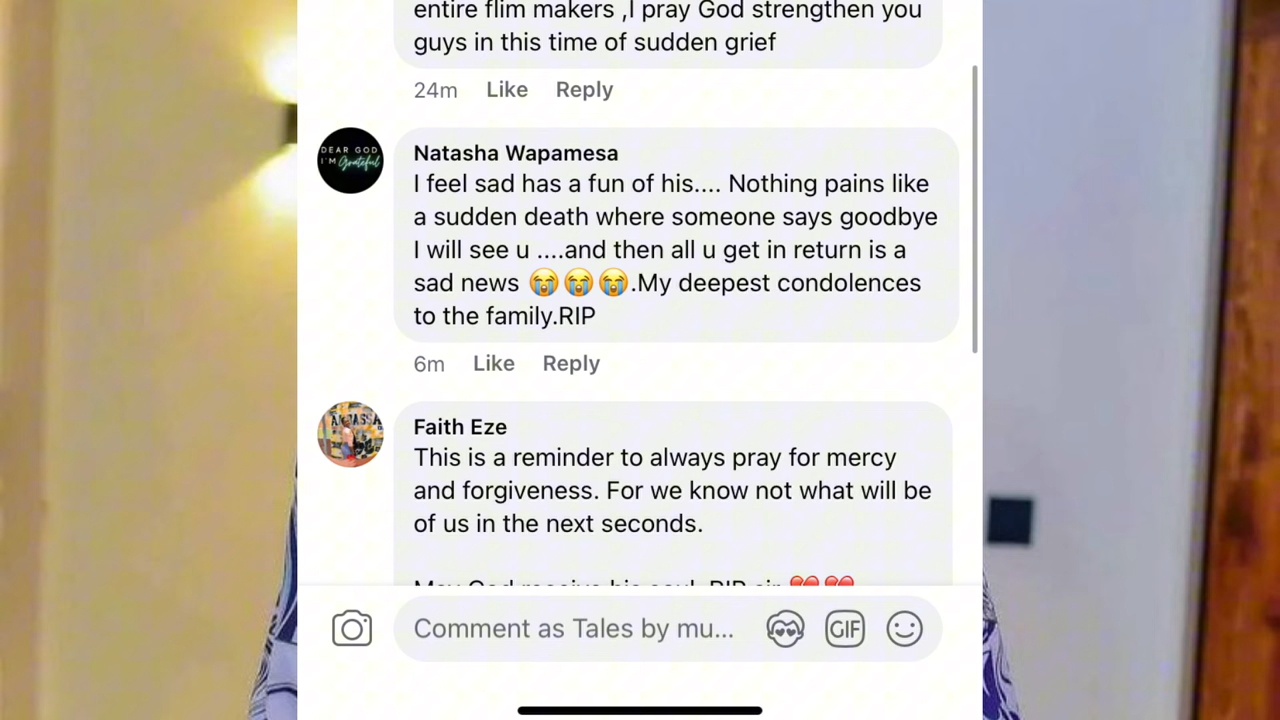 entire flim makers ,I pray God strengthen you
guys in this time of sudden grief
24m Like Reply
DEAR GOD
I'M Grateful
Natasha Wapamesa
I feel sad has a fun of his.... Nothing pains like
a sudden death where someone says goodbye
I will see u ....and then all u get in return is a
sad news 😭😭😭.My deepest condolences
to the family.RIP
6m Like Reply
Faith Eze
This is a reminder to always pray for mercy
and forgiveness. For we know not what will be
of us in the next seconds.
May God receive his soul. RIP sir 💔💔
Comment as Tales by mu...
GIF